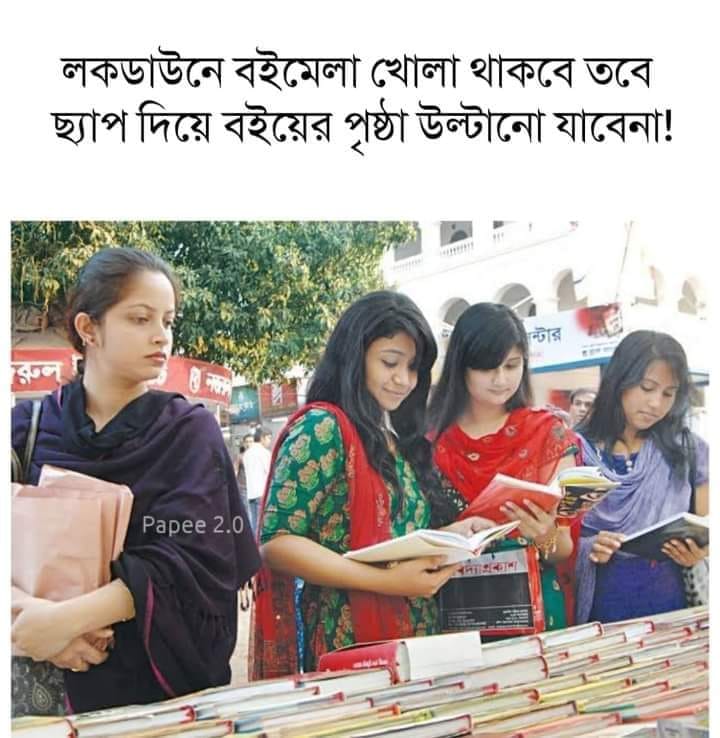 লকডাউনে বইমেলা খোলা থাকবে তবে
ছ্যাপ দিয়ে বইয়ের পৃষ্ঠা উল্টানো যাবেনা!
রুল
ন্টার
Papee 2.0